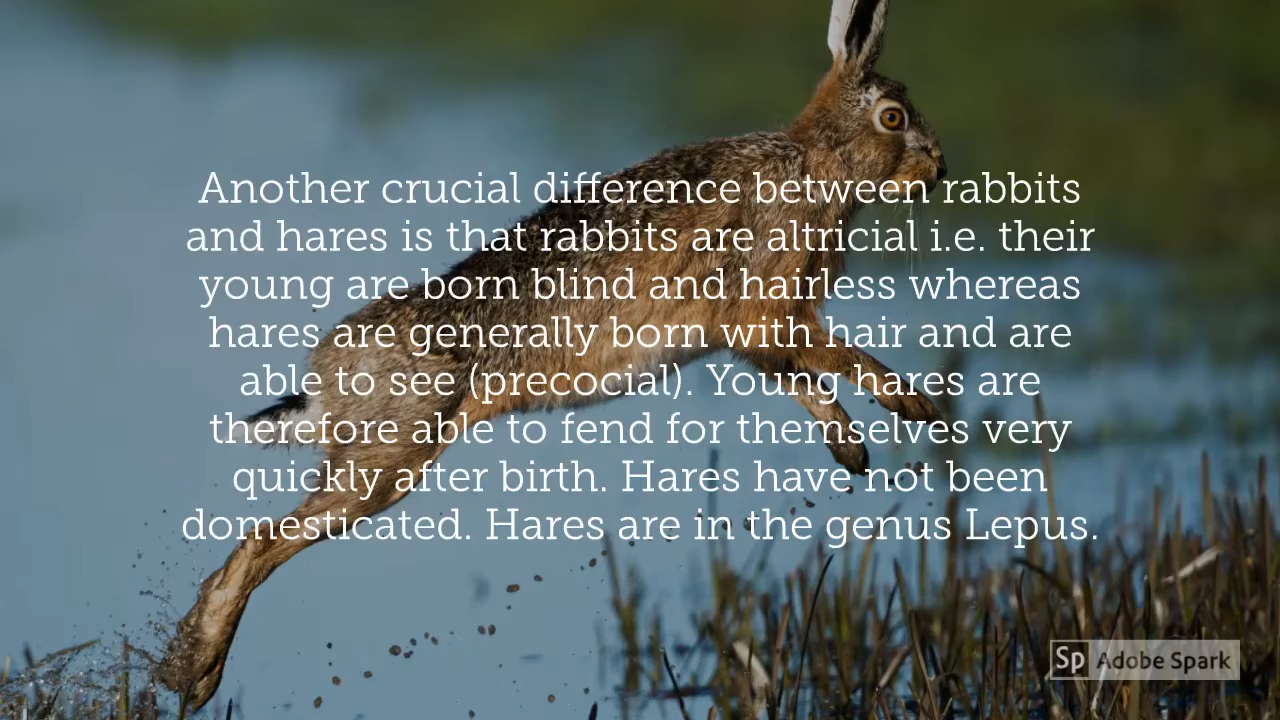 Another crucial difference between rabbits
and hares is that rabbits are altricial i.e. their
young are born blind and hairless whereas
hares are generally born with hair and are
able to see (precocial). Young hares are
therefore able to fend for themselves very
quickly after birth. Hares have not been
domesticated. Hares are in the genus Lepus.
Sp Adobe Spark